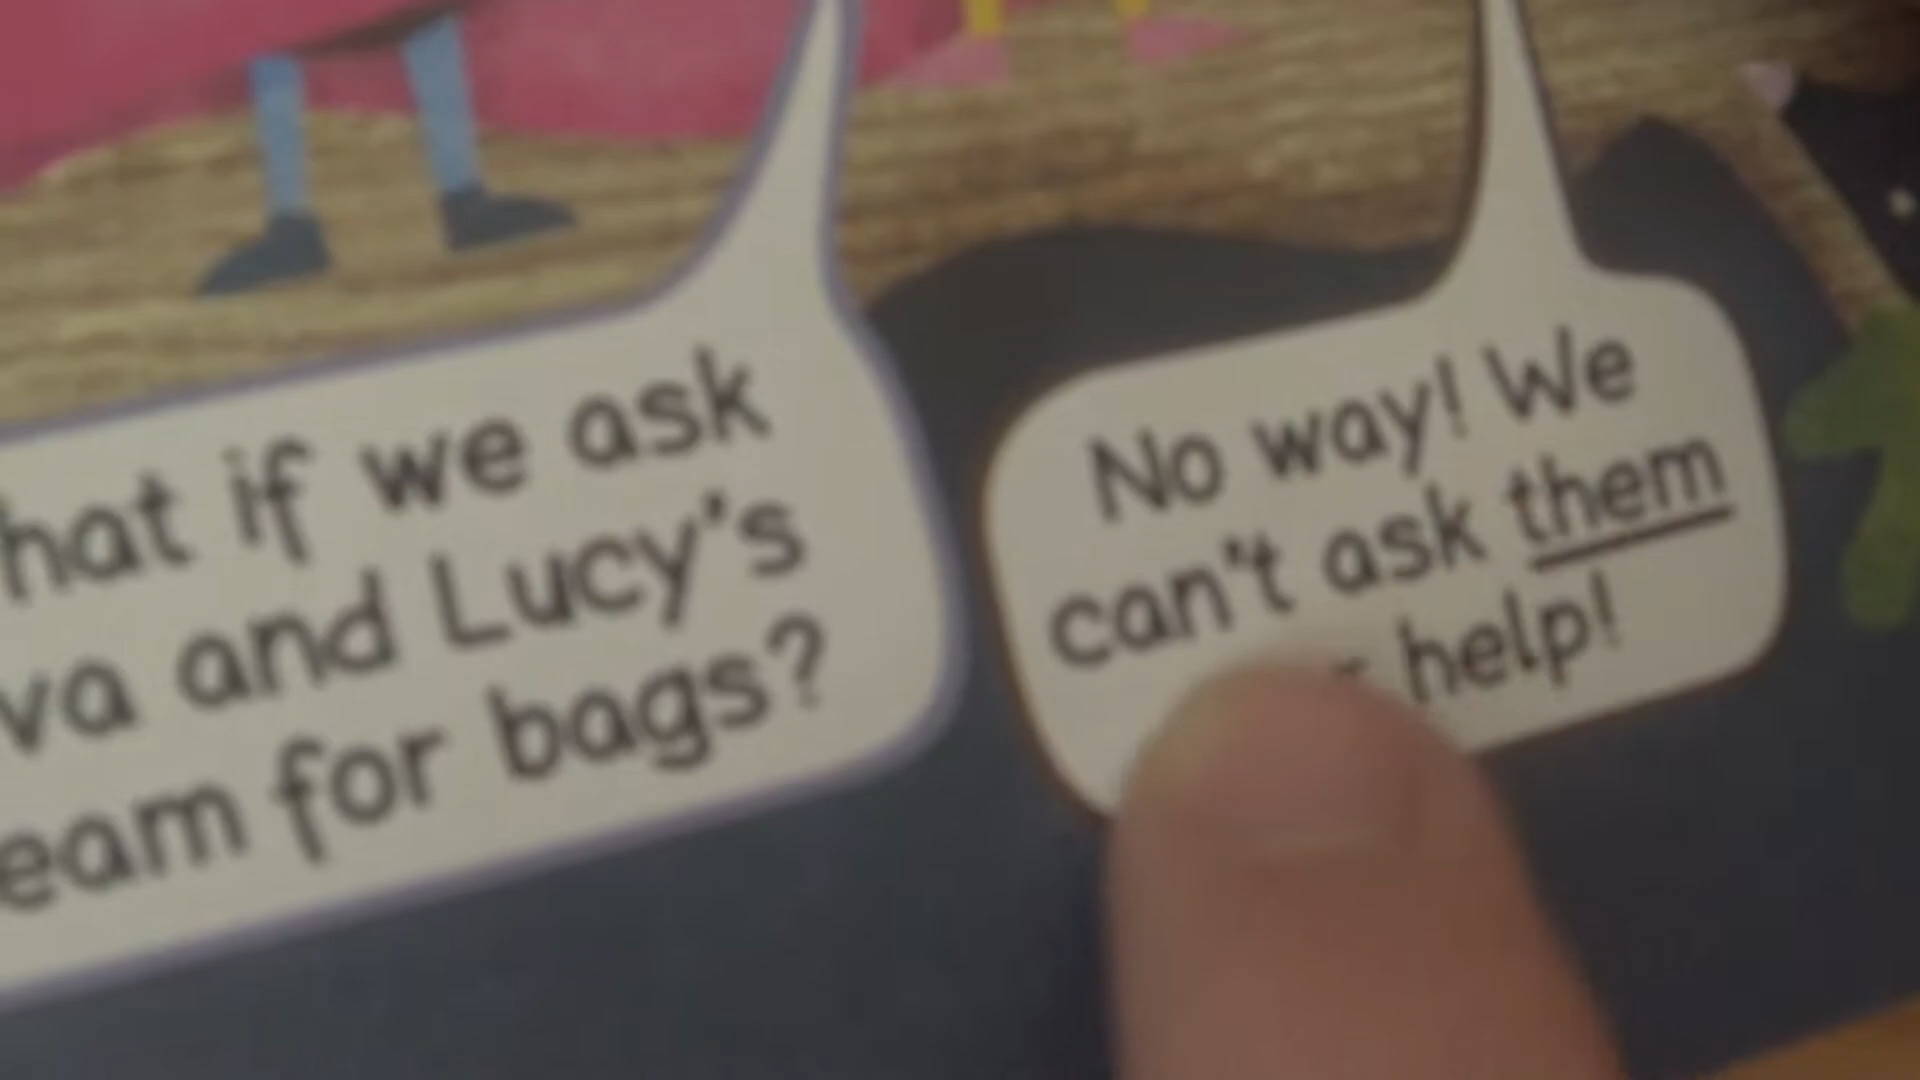 hat if we ask
va and Lucy's
eam for bags?
No way! We
can't ask them
help!